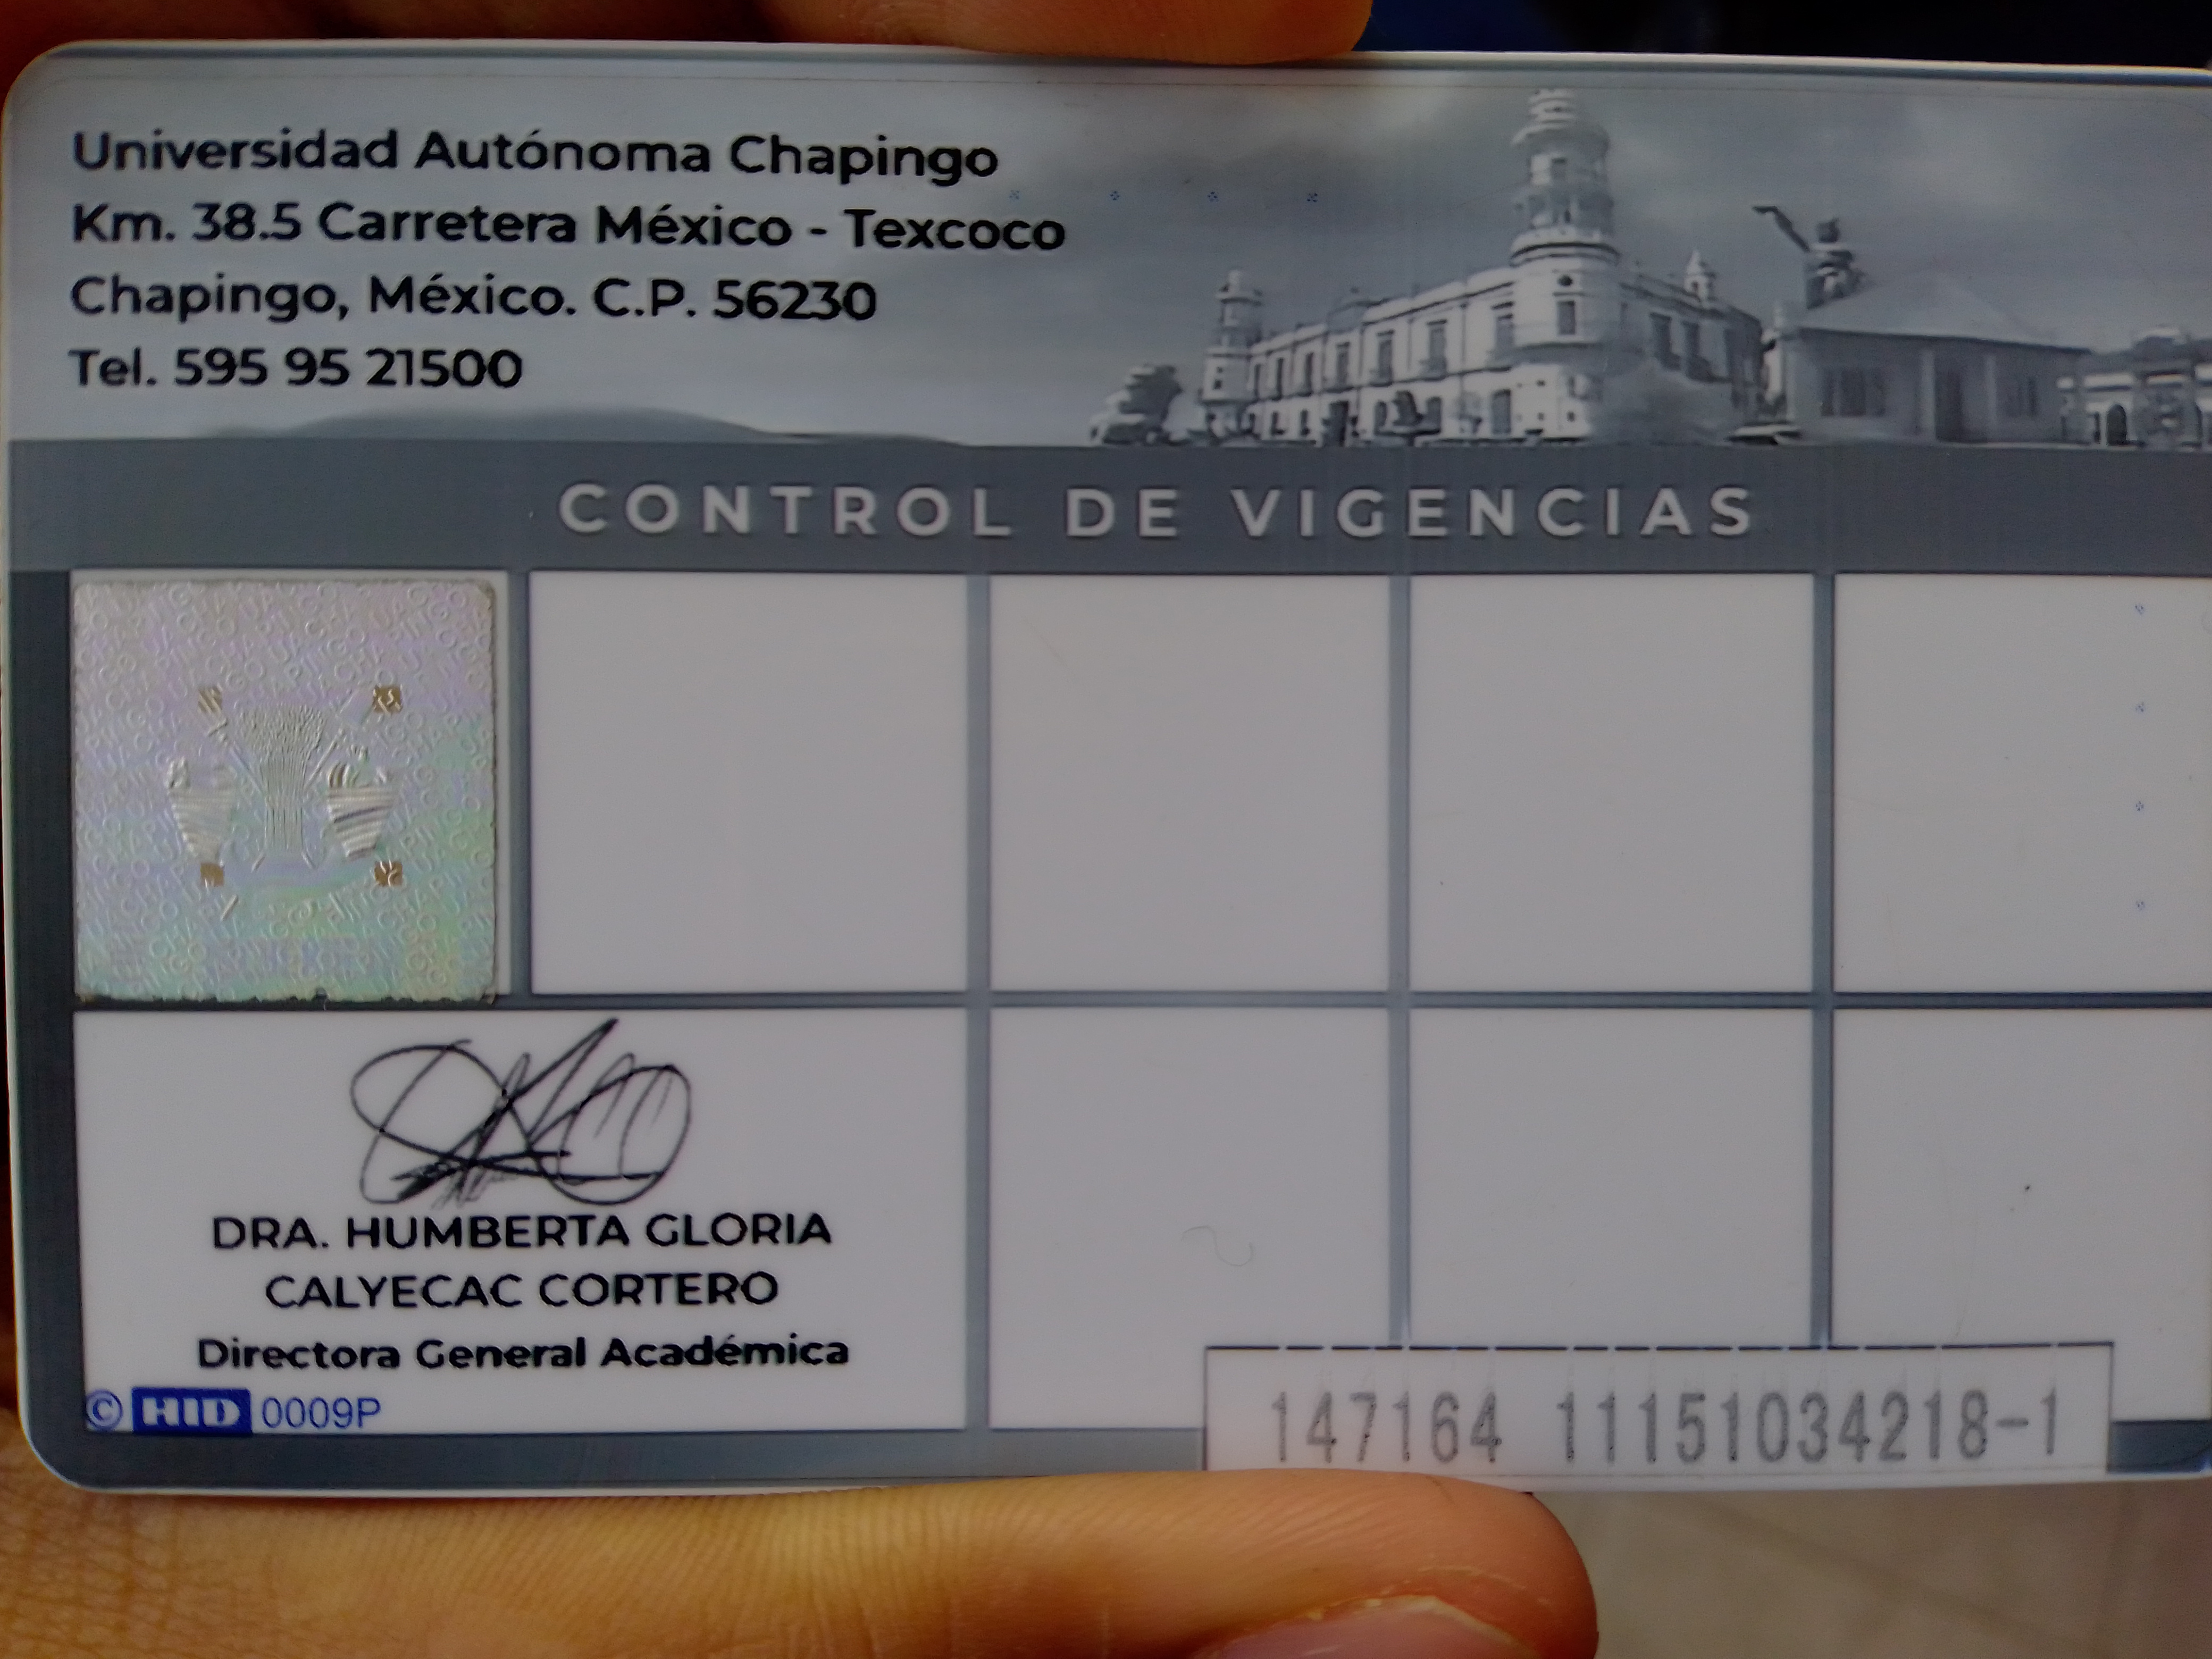 Universidad Autónoma Chapingo
Km. 38.5 Carretera México - Texcoco
Chapingo, México. C.P. 56230
Tel. 595 95 21500
CONTROL DE VIGENCIAS
DRA. HUMBERTA GLORIA
CALYECAC CORTERO
Directora General Académica
© HID 0009P
147164 11151034218-1